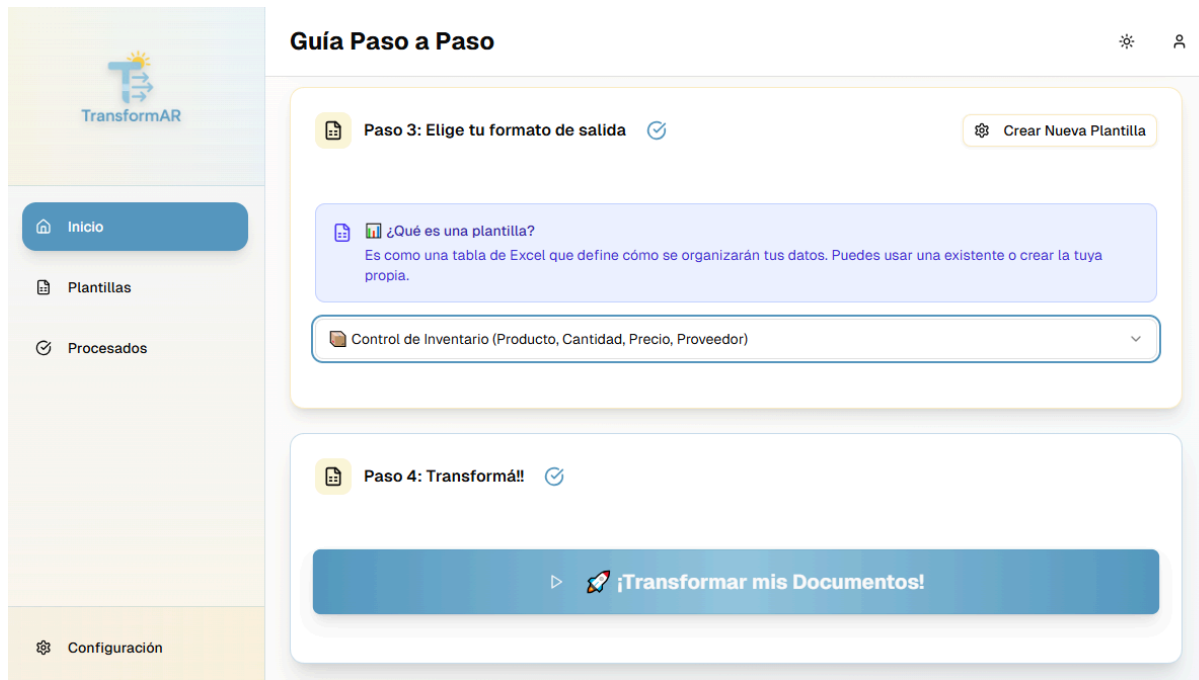 TransformAR
Inicio
Plantillas
Procesados
Configuración
Guía Paso a Paso
Paso 3: Elige tu formato de salida
Crear Nueva Plantilla
📊 ¿Qué es una plantilla?
Es como una tabla de Excel que define cómo se organizarán tus datos. Puedes usar una existente o crear la tuya
propia.
📦 Control de Inventario (Producto, Cantidad, Precio, Proveedor)
Paso 4: Transformá!!
🚀 ¡Transformar mis Documentos!